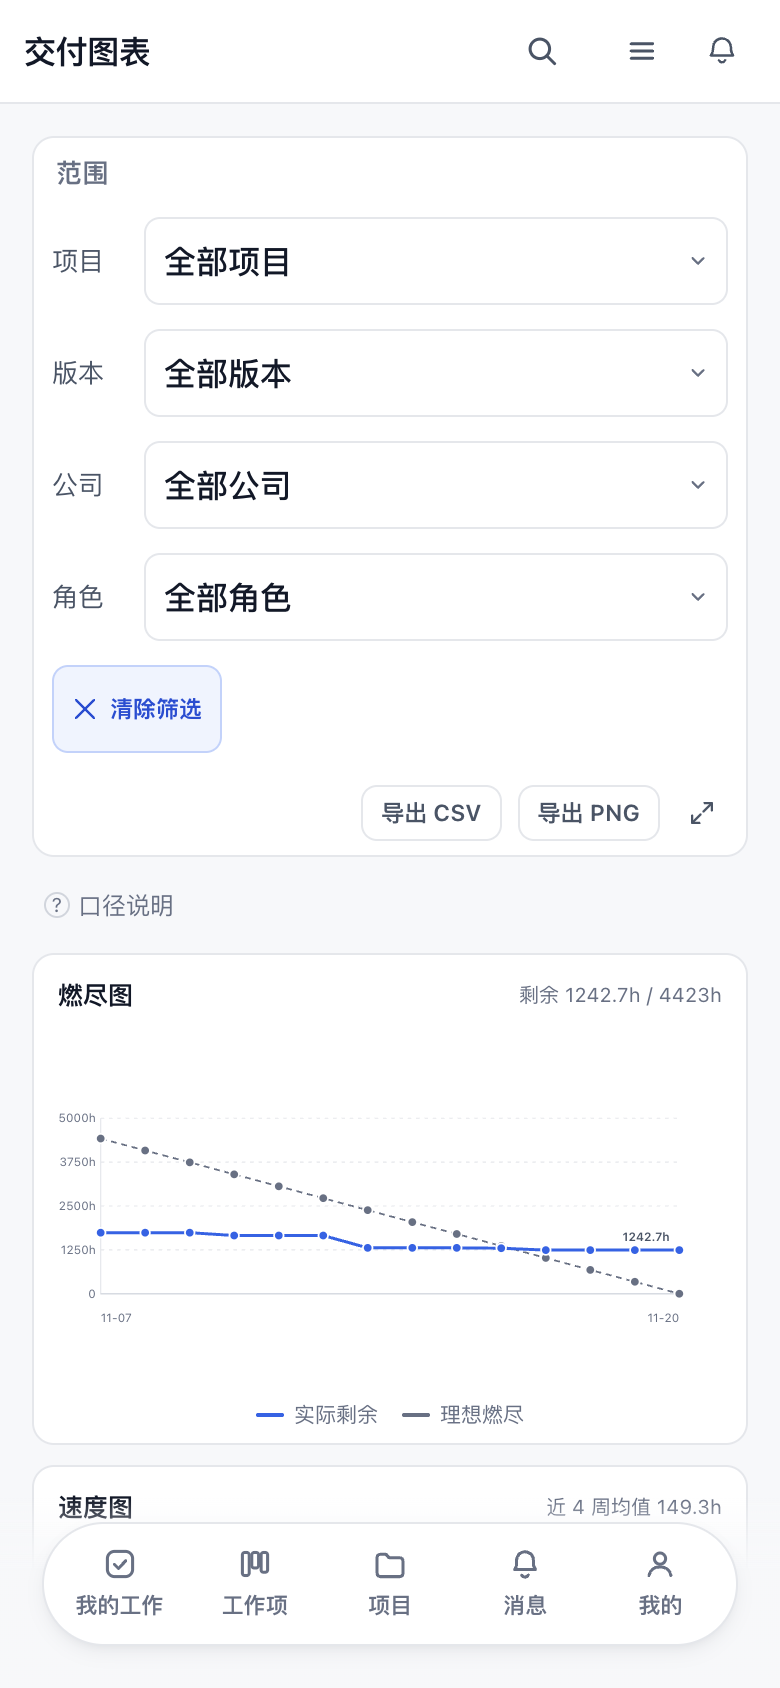 交付图表
范围
项目
全部项目
版本
全部版本
公司
全部公司
角色
全部角色
清除筛选
导出 CSV
导出 PNG
? 口径说明
燃尽图
剩余 1242.7h / 4423h
5000h
3750h
2500h
1250h
0
1242.7h
11-07
11-20
实际剩余
理想燃尽
速度图
近 4 周均值 149.3h
我的工作
工作项
项目
消息
我的